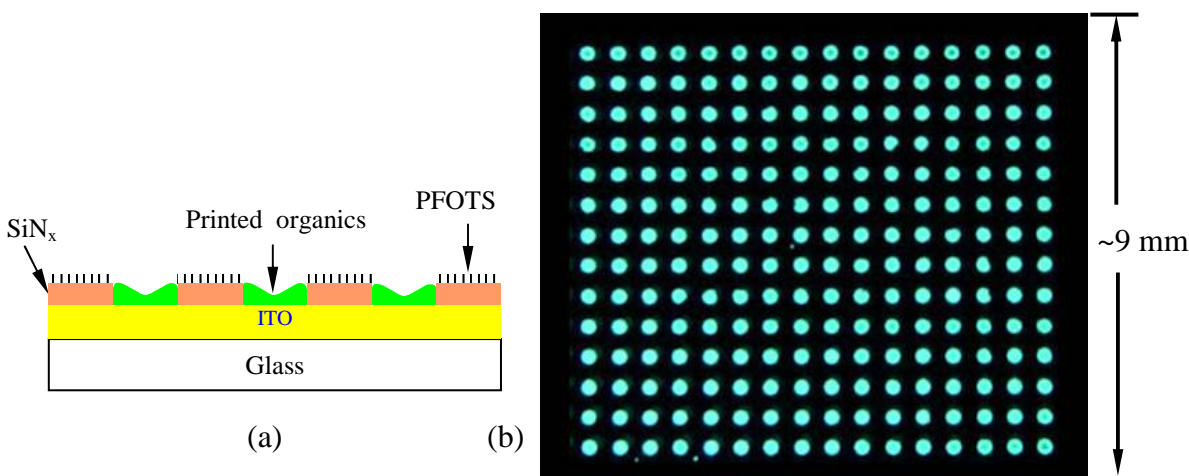 PFOTS
Printed organics
SiNx
~9 mm
ITO
Glass
(a)
(b)